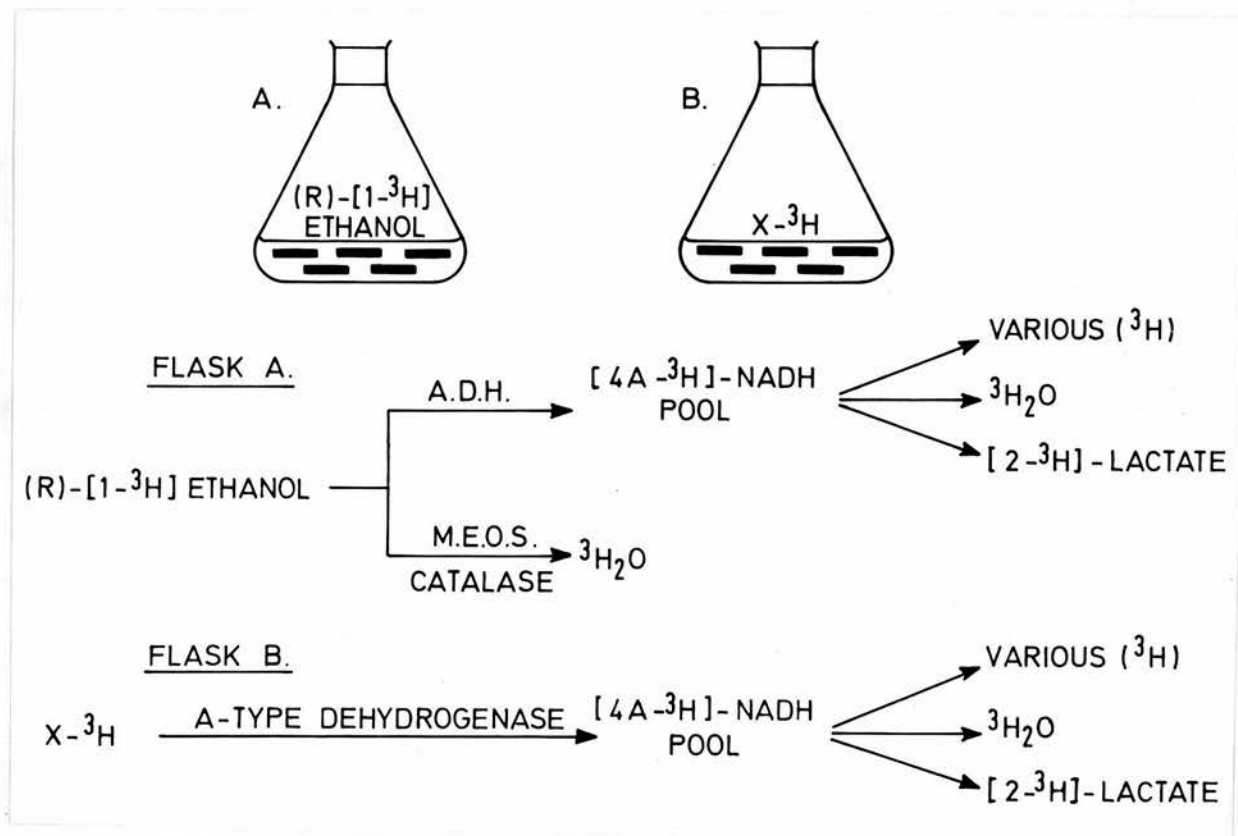 A.
(R)-[1-³H]
ETHANOL
B.
X-³H
FLASK A.
(R)-[1-³H] ETHANOL
A.D.H.
[4A-³H]-NADH
POOL
VARIOUS (³H)
³H₂O
[2-³H]-LACTATE
M.E.O.S.
CATALASE
³H₂O
FLASK B.
X-³H
A-TYPE DEHYDROGENASE
[4A-³H]-NADH
POOL
VARIOUS (³H)
³H₂O
[2-³H]-LACTATE